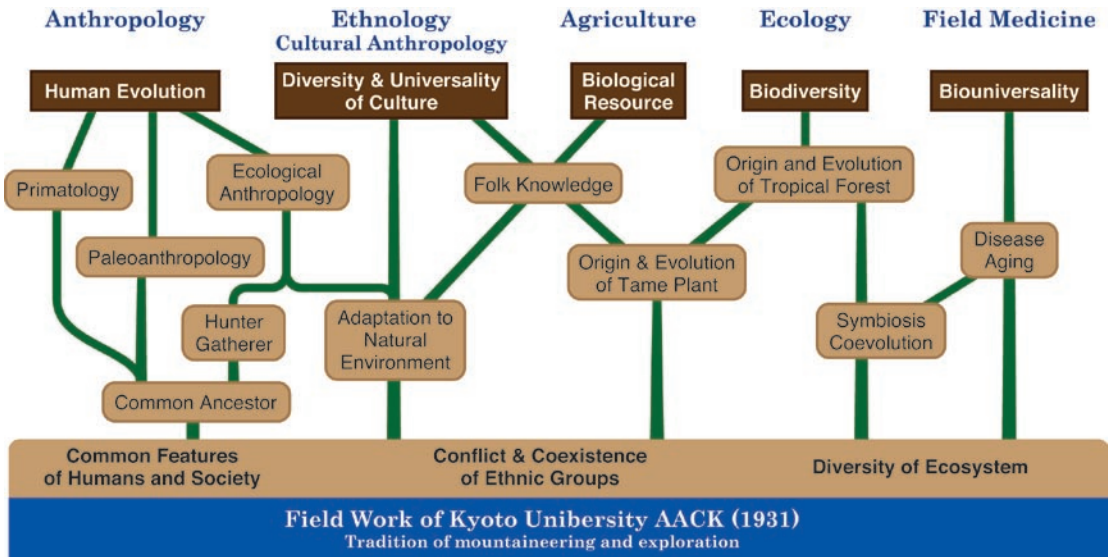 Anthropology
Ethnology
Cultural Anthropology
Agriculture
Ecology
Field Medicine
Human Evolution
Diversity & Universality
of Culture
Biological
Resource
Biodiversity
Biouniversality
Primatology
Ecological
Anthropology
Folk Knowledge
Origin and Evolution
of Tropical Forest
Paleoanthropology
Origin & Evolution
of Tame Plant
Disease
Aging
Hunter
Gatherer
Adaptation to
Natural
Environment
Symbiosis
Coevolution
Common Ancestor
Common Features
of Humans and Society
Conflict & Coexistence
of Ethnic Groups
Diversity of Ecosystem
Field Work of Kyoto Unibersity AACK (1931)
Tradition of mountaineering and exploration